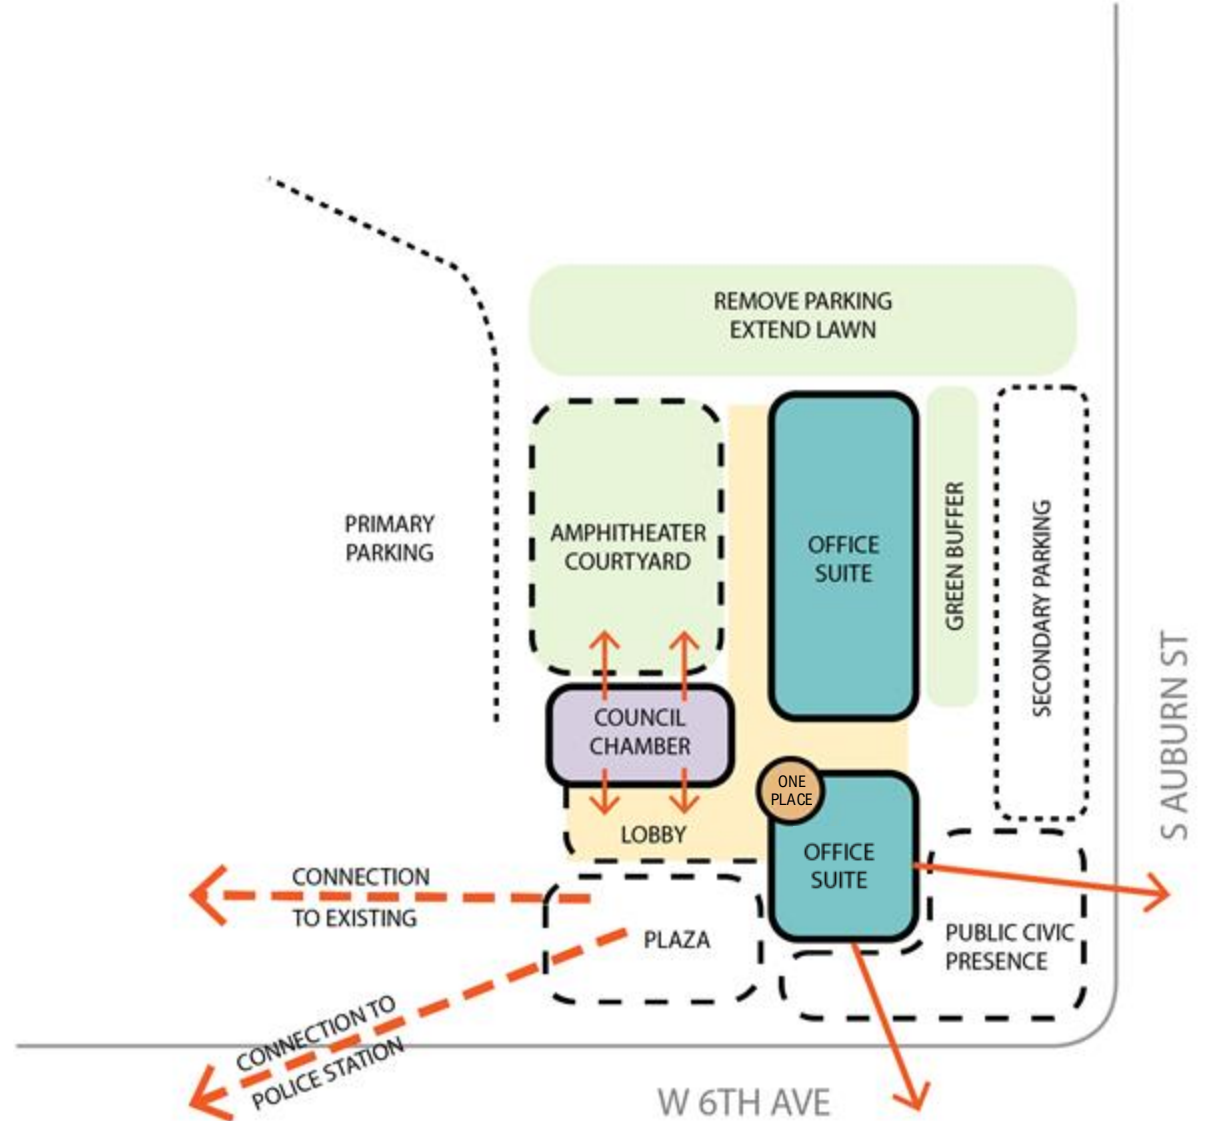 REMOVE PARKING
EXTEND LAWN
PRIMARY
PARKING
AMPHITHEATER
COURTYARD
OFFICE
SUITE
GREEN BUFFER
SECONDARY PARKING
S AUBURN ST
COUNCIL
CHAMBER
ONE
PLACE
LOBBY
OFFICE
SUITE
CONNECTION
TO EXISTING
PLAZA
PUBLIC CIVIC
PRESENCE
CONNECTION TO
POLICE STATION
W 6TH AVE